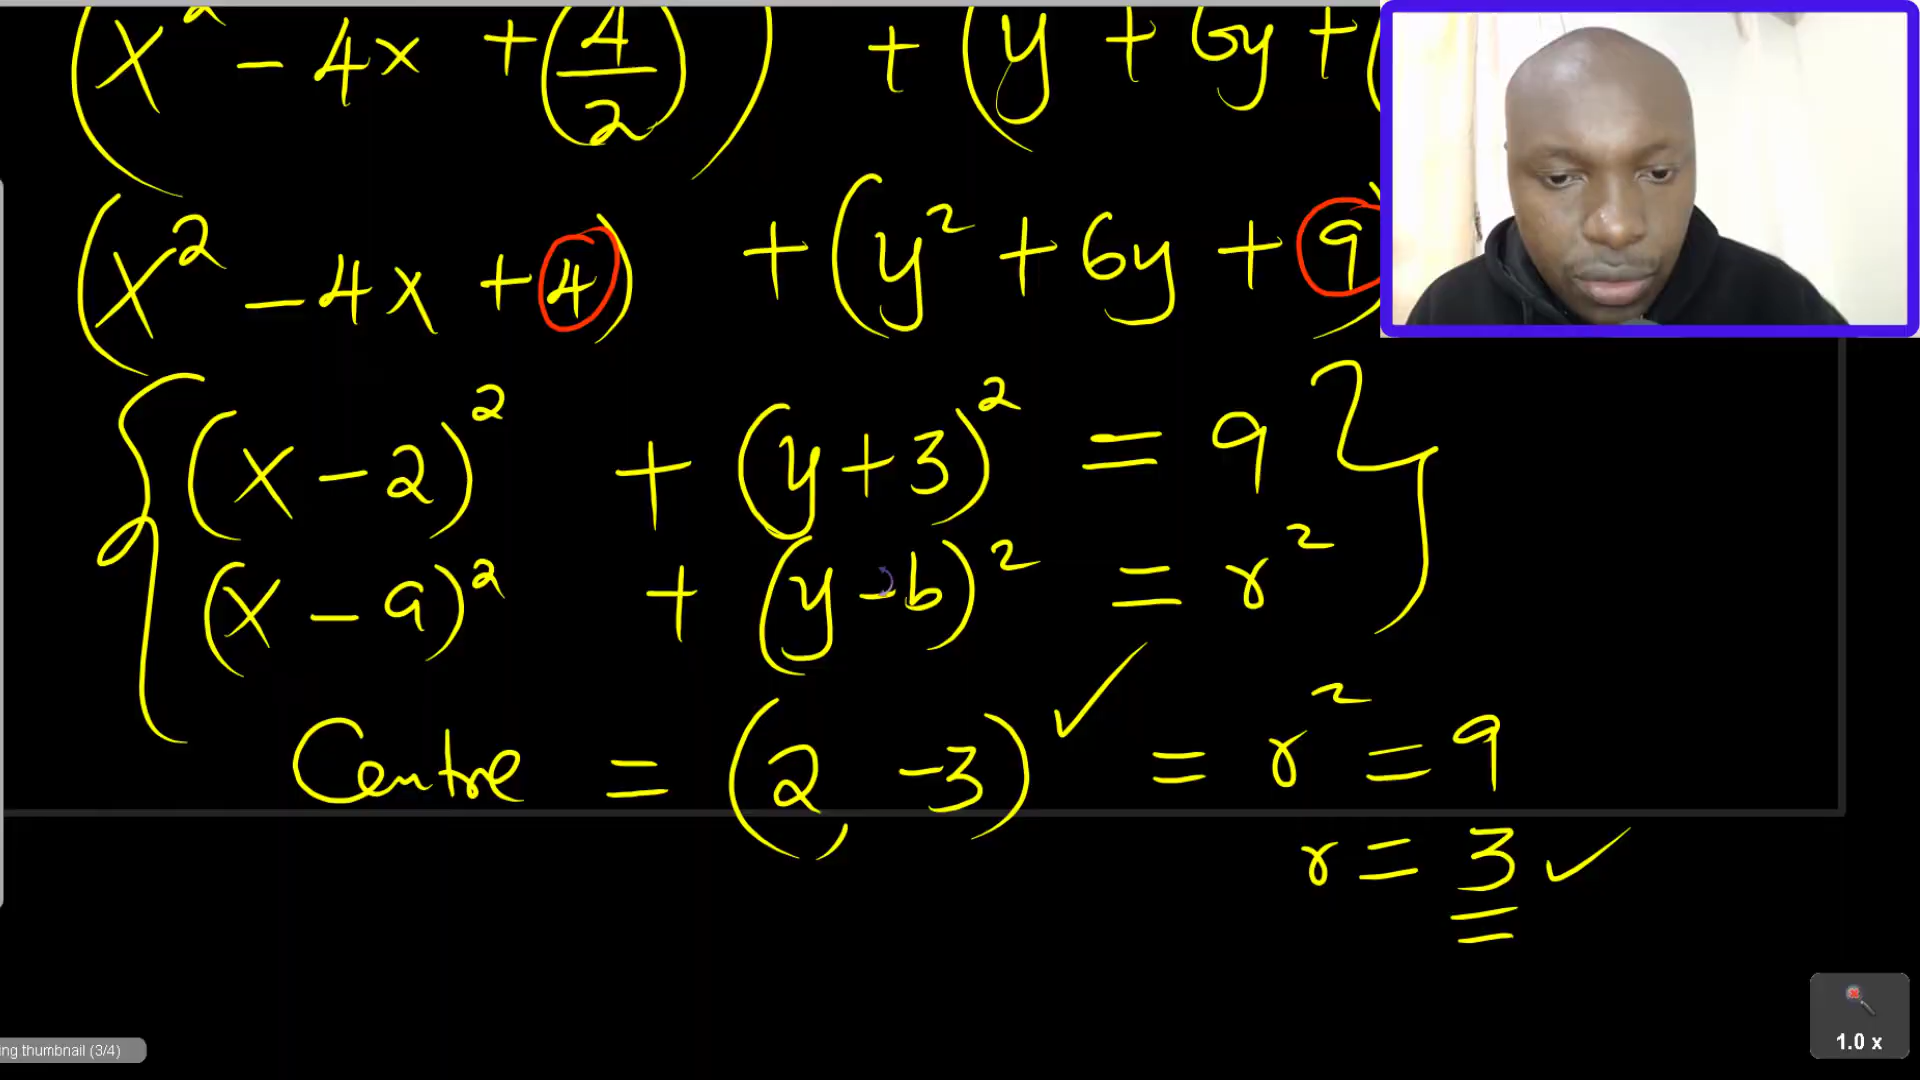 (x² - 4x + (4/2)) + (y + 6y + (
(x² - 4x + 4) + (y² + 6y + 9)
(x - 2)² + (y + 3)² = 9
(x - a)² + (y - b)² = r²
Centre = (2, -3) ✓ = r² = 9
r = 3 ✓
ing thumbnail (3/4)
1.0 x